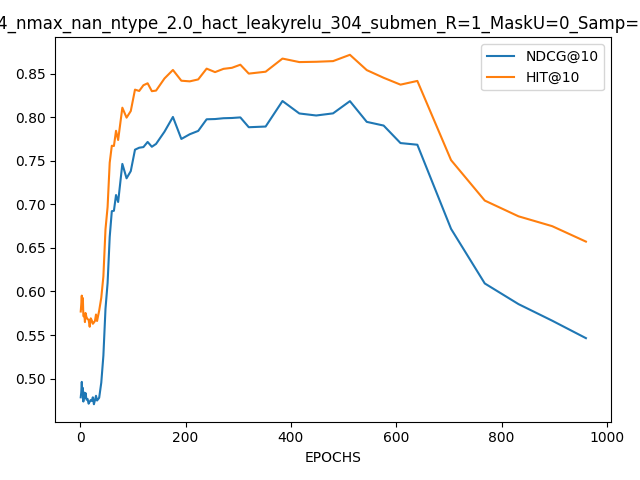 4_nmax_nan_ntype_2.0_hact_leakyrelu_304_submen_R=1_MaskU=0_Samp=
NDCG@10
HIT@10
0.85
0.80
0.75
0.70
0.65
0.60
0.55
0.50
0 200 400 600 800 1000
EPOCHS